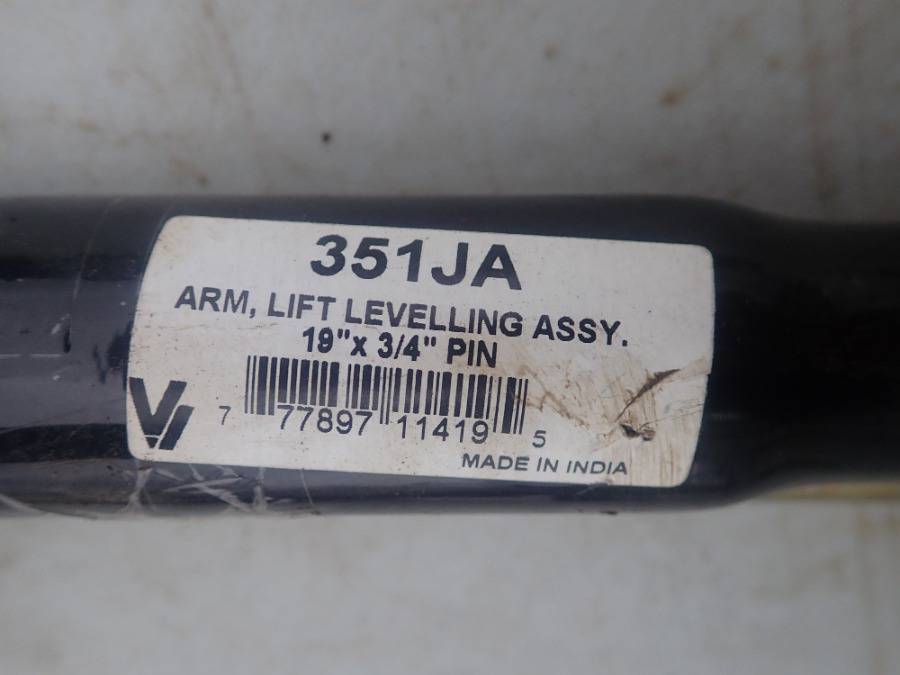 351JA
ARM, LIFT LEVELLING ASSY.
19"x 3/4" PIN
7 77897 11419 5
MADE IN INDIA